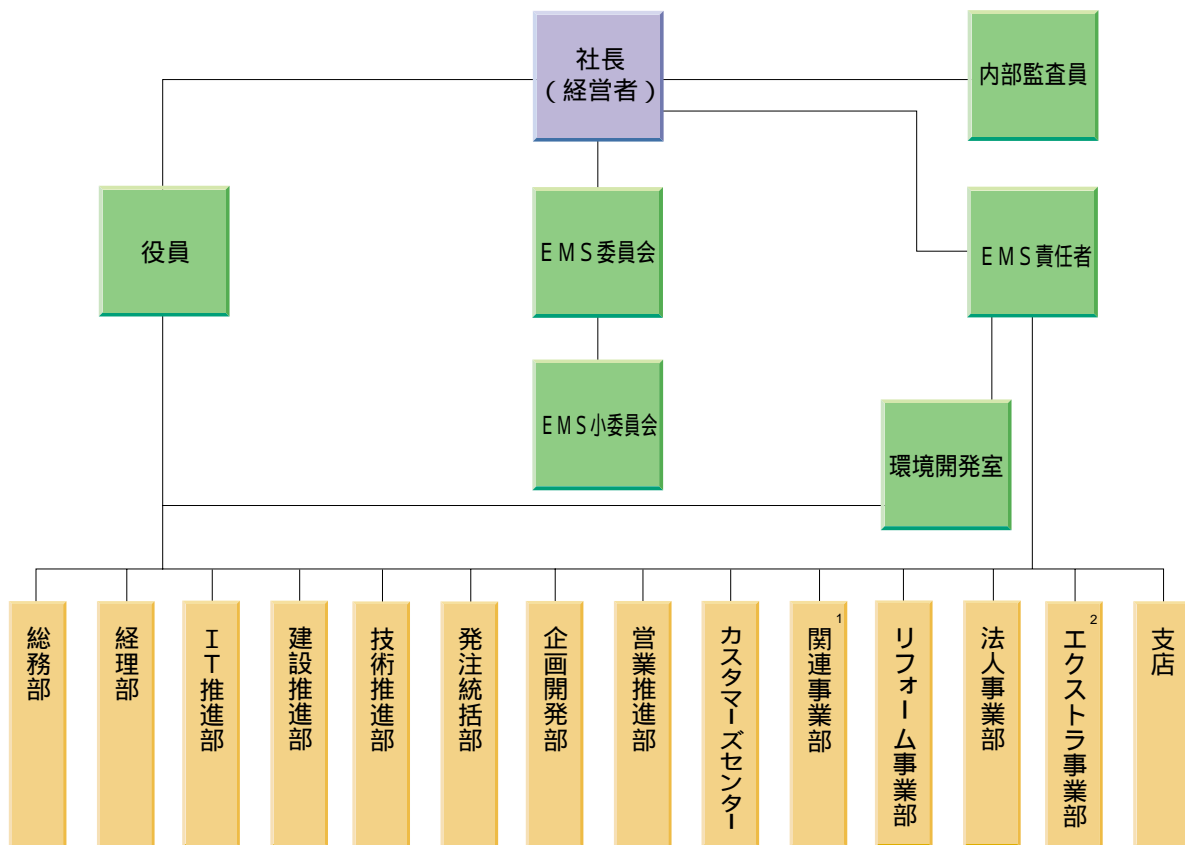 社長
（経営者）
内部監査員
役員
ＥＭＳ委員会
ＥＭＳ責任者
ＥＭＳ小委員会
環境開発室
総務部
経理部
ＩＴ推進部
建設推進部
技術推進部
発注統括部
企画開発部
営業推進部
カスタマーズセンター
関連事業部1
リフォーム事業部
法人事業部
エクストラ事業部2
支店